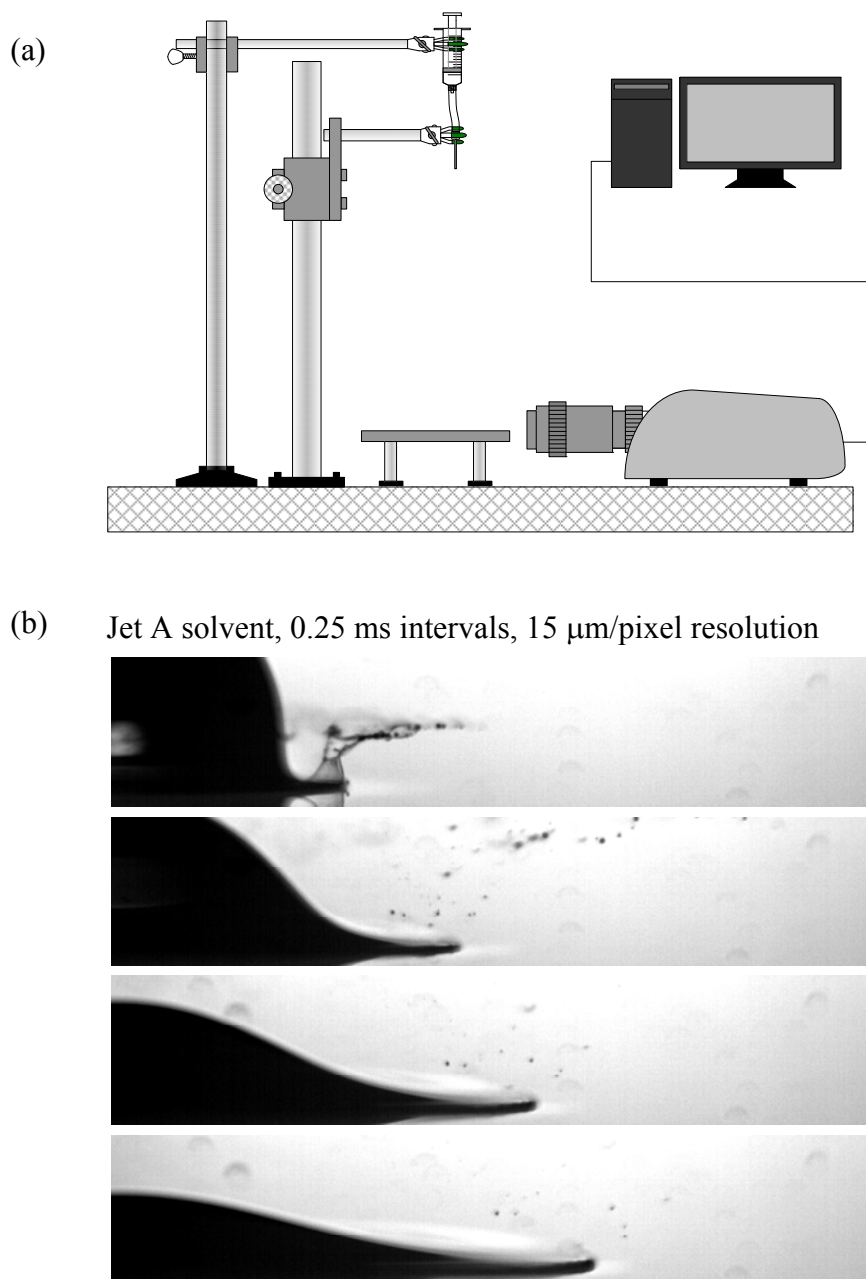 (a)
(b) Jet A solvent, 0.25 ms intervals, 15 μm/pixel resolution